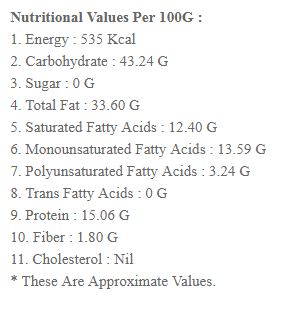 Nutritional Values Per 100G :
1. Energy : 535 Kcal
2. Carbohydrate : 43.24 G
3. Sugar : 0 G
4. Total Fat : 33.60 G
5. Saturated Fatty Acids : 12.40 G
6. Monounsaturated Fatty Acids : 13.59 G
7. Polyunsaturated Fatty Acids : 3.24 G
8. Trans Fatty Acids : 0 G
9. Protein : 15.06 G
10. Fiber : 1.80 G
11. Cholesterol : Nil
* These Are Approximate Values.